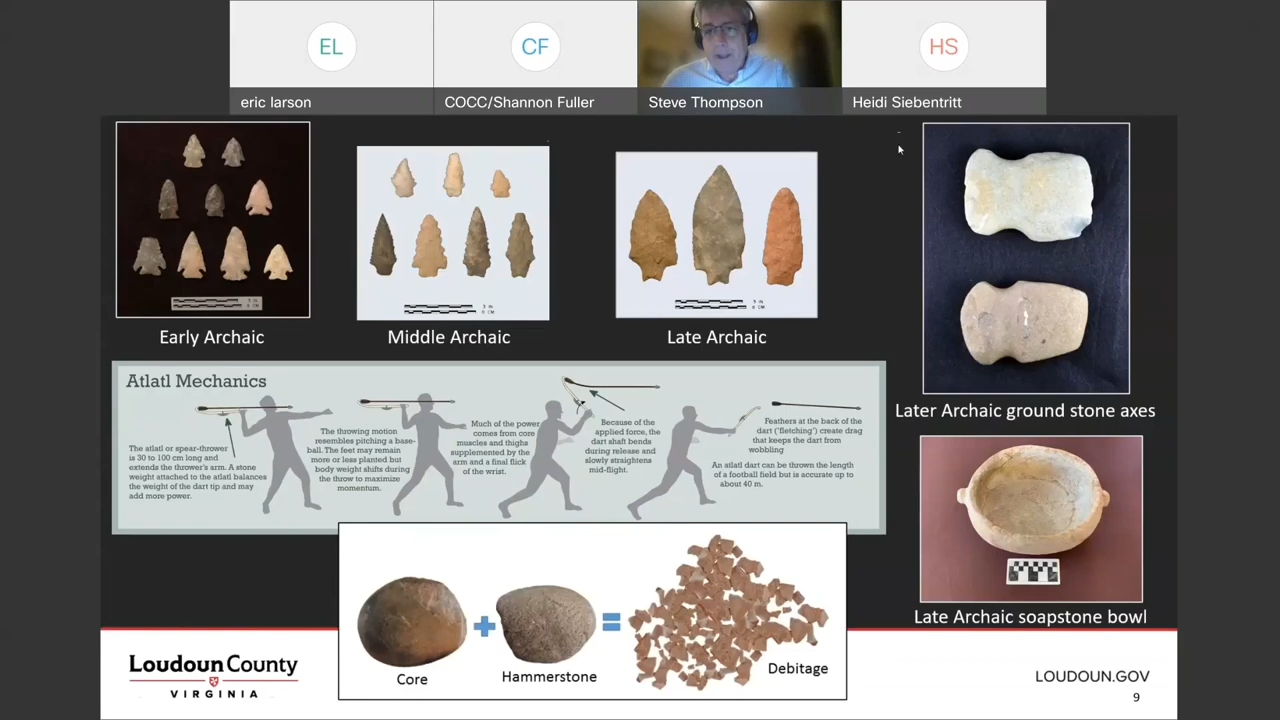 EL
CF
HS
eric larson
COCC/Shannon Fuller
Steve Thompson
Heidi Siebentritt
Early Archaic
Middle Archaic
Late Archaic
Later Archaic ground stone axes
Atlatl Mechanics
The atlatl or spear-thrower
is 30 to 100 cm long and
extends the thrower's arm. A stone
weight attached to the atlatl balances
the weight of the dart tip and may
add more power.
The throwing motion
resembles pitching a base-
ball. The feet may remain
more or less planted but
body weight shifts during
the throw to maximize
momentum.
Much of the power
comes from core
muscles and thighs
supplemented by the
arm and a final flick
of the wrist.
Because of the
applied force, the
dart shaft bends
during release and
slowly straightens
mid-flight.
Feathers at the back of the
dart ("fletching") create drag
that keeps the dart from
wobbling
An atlatl dart can be thrown the length
of a football field but is accurate up to
about 40 m.
Late Archaic soapstone bowl
Core
Hammerstone
Debitage
Loudoun County
VIRGINIA
LOUDOUN.GOV
9